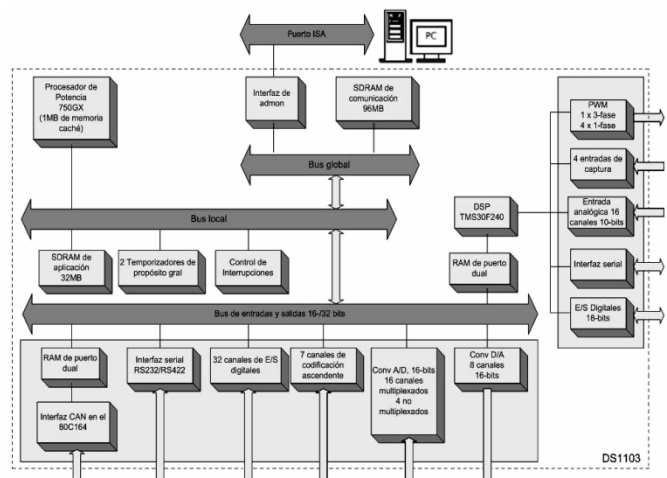 Puerto ISA
PC
Procesador de
Potencia
750GX
(1MB de memoria
caché)
Interfaz de
admon
SDRAM de
comunicación
96MB
Bus global
Bus local
SDRAM de
aplicación
32MB
2 Temporizadores de
propósito gral
Control de
Interrupciones
DSP
TMS30F240
RAM de puerto
dual
PWM
1 x 3-fase
4 x 1-fase
4 entradas de
captura
Entrada
analógica 16
canales 10-bits
Interfaz serial
E/S Digitales
18-bits
Bus de entradas y salidas 16-/32 bits
RAM de puerto
dual
Interfaz CAN en el
80C164
Interfaz serial
RS232/RS422
32 canales de E/S
digitales
7 canales de
codificación
ascendente
Conv A/D, 16-bits
16 canales
multiplexados
4 no
multiplexados
Conv D/A
8 canales
16-bits
DS1103